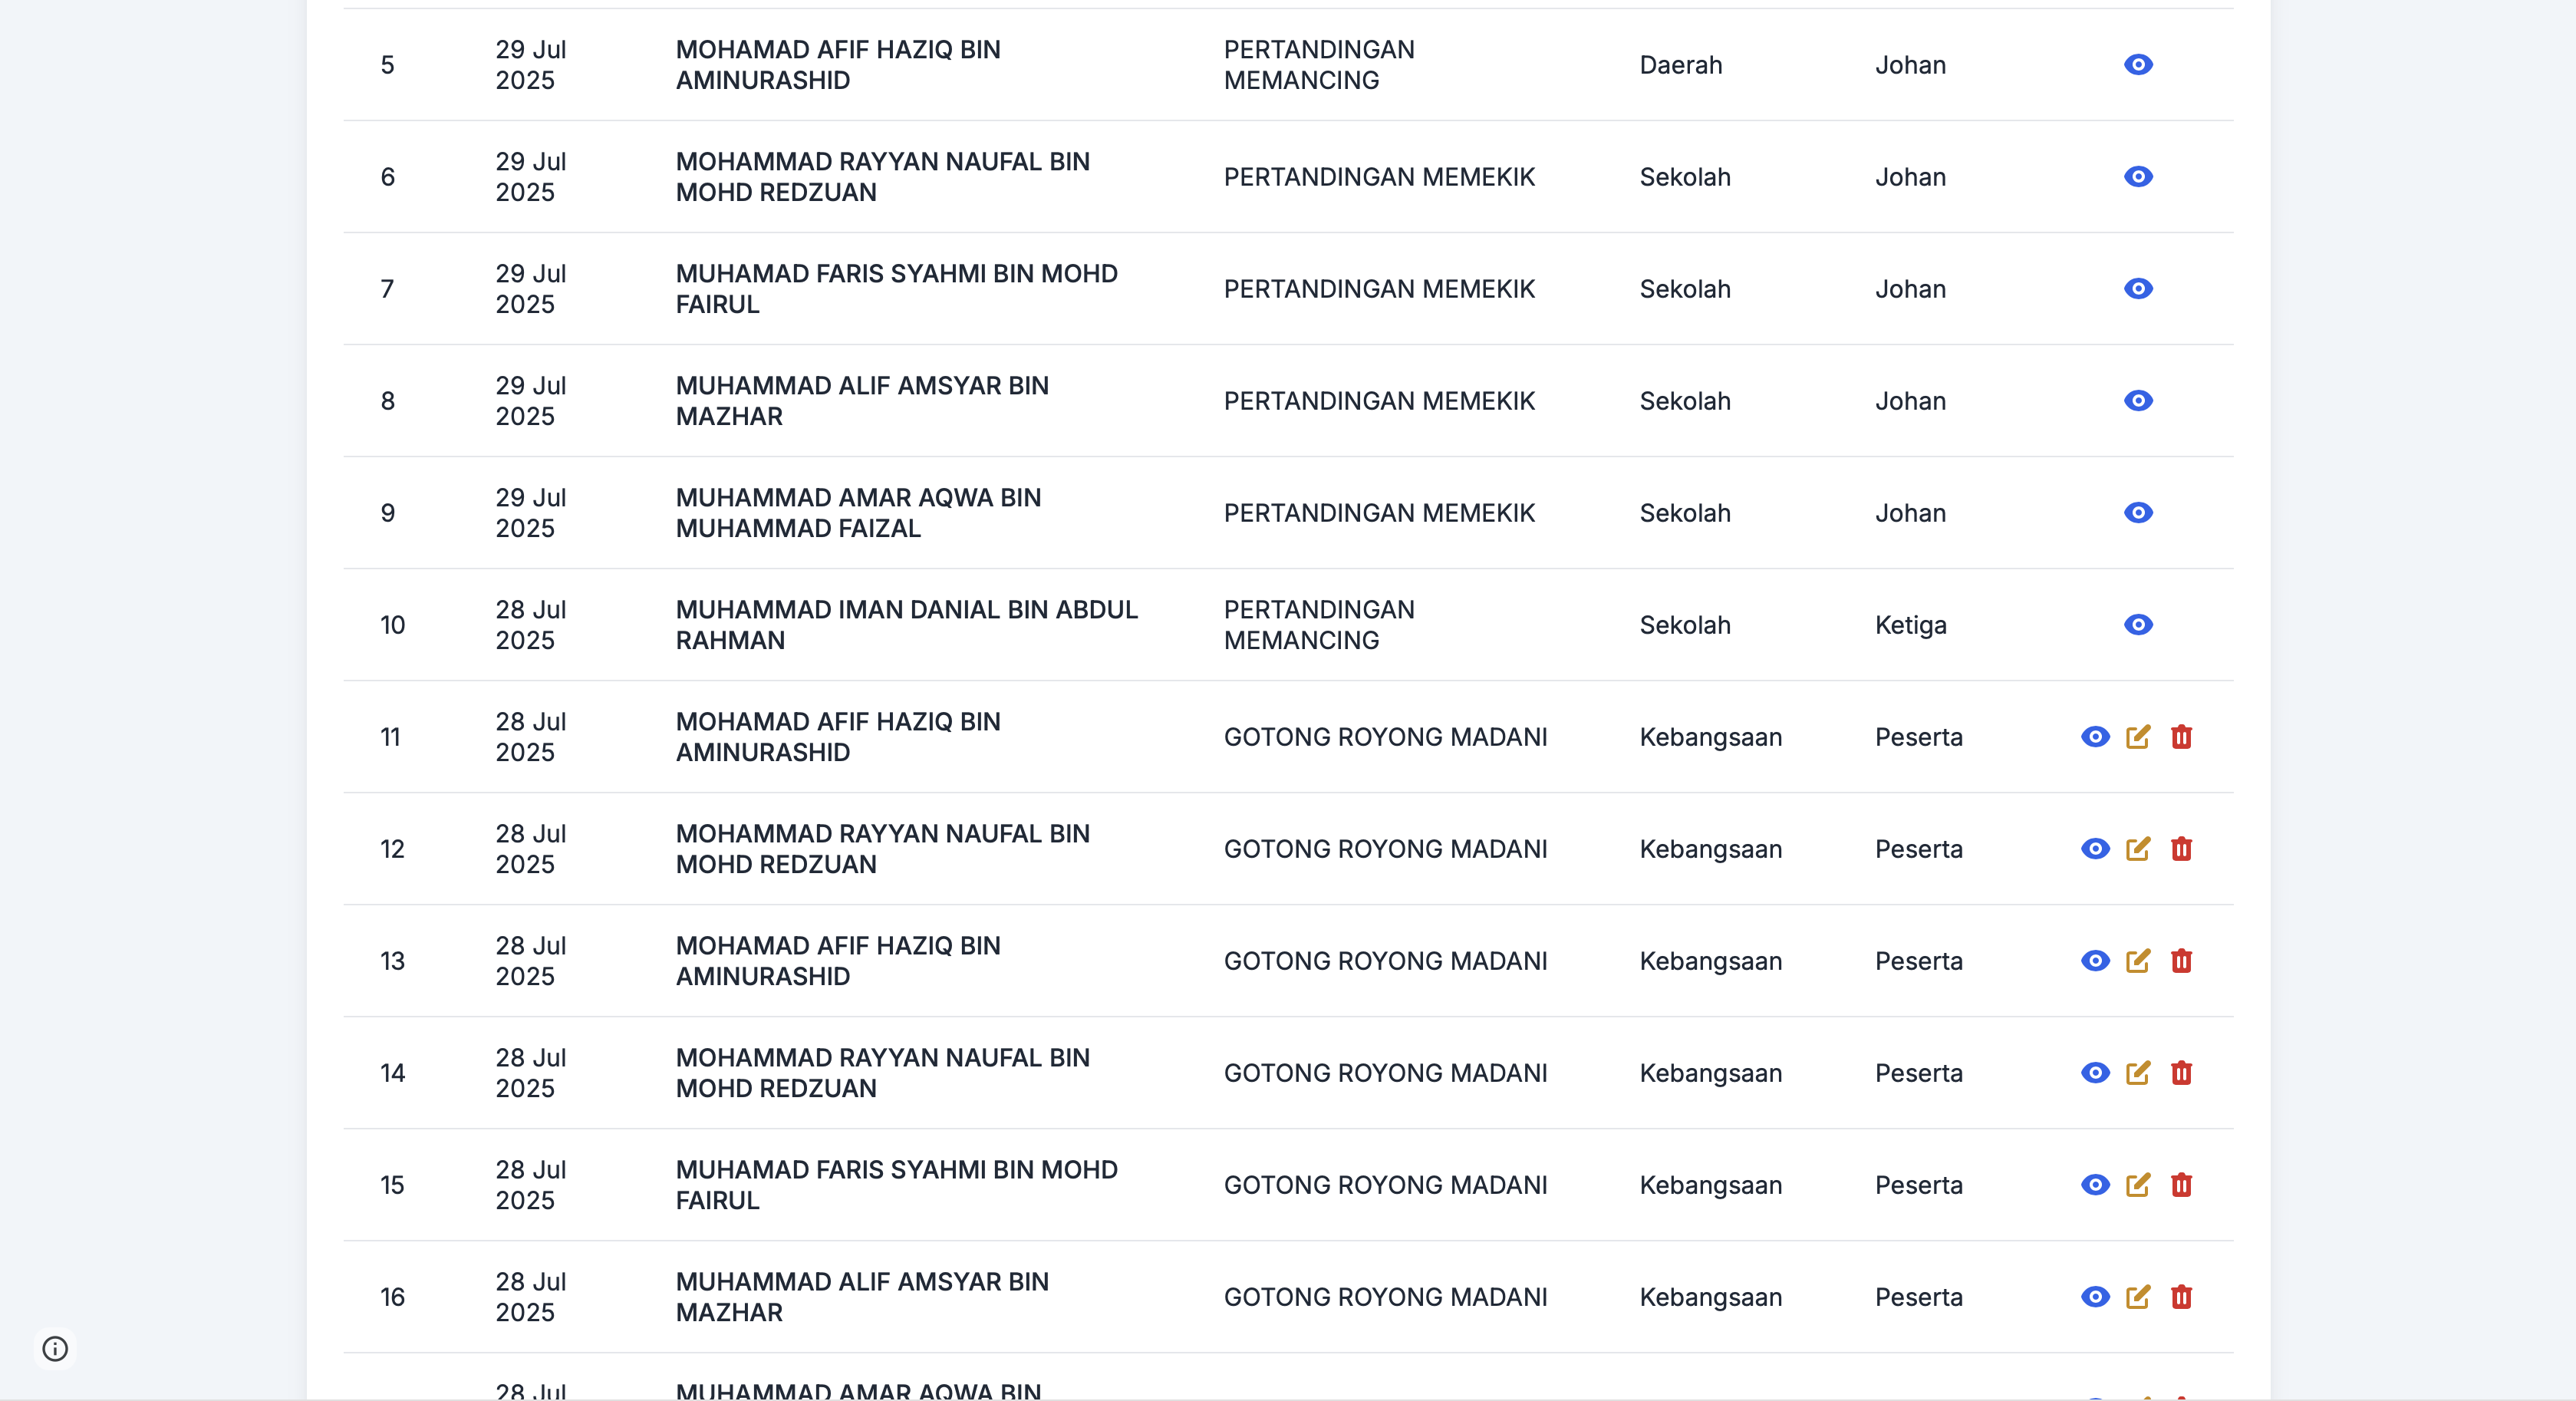 5 29 Jul 2025 MOHAMAD AFIF HAZIQ BIN AMINURASHID PERTANDINGAN MEMANCING Daerah Johan
6 29 Jul 2025 MOHAMMAD RAYYAN NAUFAL BIN MOHD REDZUAN PERTANDINGAN MEMEKIK Sekolah Johan
7 29 Jul 2025 MUHAMAD FARIS SYAHMI BIN MOHD FAIRUL PERTANDINGAN MEMEKIK Sekolah Johan
8 29 Jul 2025 MUHAMMAD ALIF AMSYAR BIN MAZHAR PERTANDINGAN MEMEKIK Sekolah Johan
9 29 Jul 2025 MUHAMMAD AMAR AQWA BIN MUHAMMAD FAIZAL PERTANDINGAN MEMEKIK Sekolah Johan
10 28 Jul 2025 MUHAMMAD IMAN DANIAL BIN ABDUL RAHMAN PERTANDINGAN MEMANCING Sekolah Ketiga
11 28 Jul 2025 MOHAMAD AFIF HAZIQ BIN AMINURASHID GOTONG ROYONG MADANI Kebangsaan Peserta
12 28 Jul 2025 MOHAMMAD RAYYAN NAUFAL BIN MOHD REDZUAN GOTONG ROYONG MADANI Kebangsaan Peserta
13 28 Jul 2025 MOHAMAD AFIF HAZIQ BIN AMINURASHID GOTONG ROYONG MADANI Kebangsaan Peserta
14 28 Jul 2025 MOHAMMAD RAYYAN NAUFAL BIN MOHD REDZUAN GOTONG ROYONG MADANI Kebangsaan Peserta
15 28 Jul 2025 MUHAMAD FARIS SYAHMI BIN MOHD FAIRUL GOTONG ROYONG MADANI Kebangsaan Peserta
16 28 Jul 2025 MUHAMMAD ALIF AMSYAR BIN MAZHAR GOTONG ROYONG MADANI Kebangsaan Peserta
28 Jul MUHAMMAD AMAR AQWA BIN